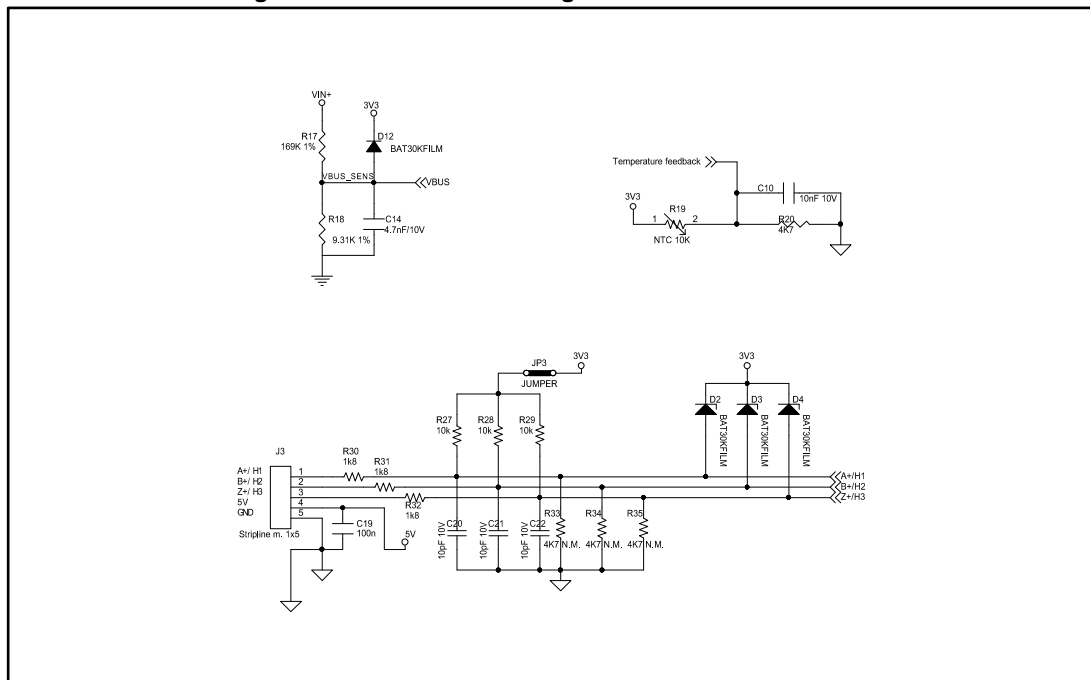 VIN+
3V3
R17
169K 1%
D12
BAT30KFILM
VBUS_SENS
VBUS
R18
9.31K 1%
C14
4.7nF/10V
Temperature feedback
C10
10nF 10V
3V3
1
R19
2
NTC 10K
R20
4K7
JP3
JUMPER
3V3
R27
10k
R28
10k
R29
10k
3V3
D2
BAT30KFILM
D3
BAT30KFILM
D4
BAT30KFILM
J3
A+/ H1
B+/ H2
Z+/ H3
5V
GND
1
2
3
4
5
Stripline m. 1x5
R30
1k8
R31
1k8
R32
1k8
C19
100n
5V
C20
10pF 10V
C21
10pF 10V
C22
10pF 10V
R33
4K7 N.M.
R34
4K7 N.M.
R35
4K7 N.M.
A+/H1
B+/H2
Z+/H3